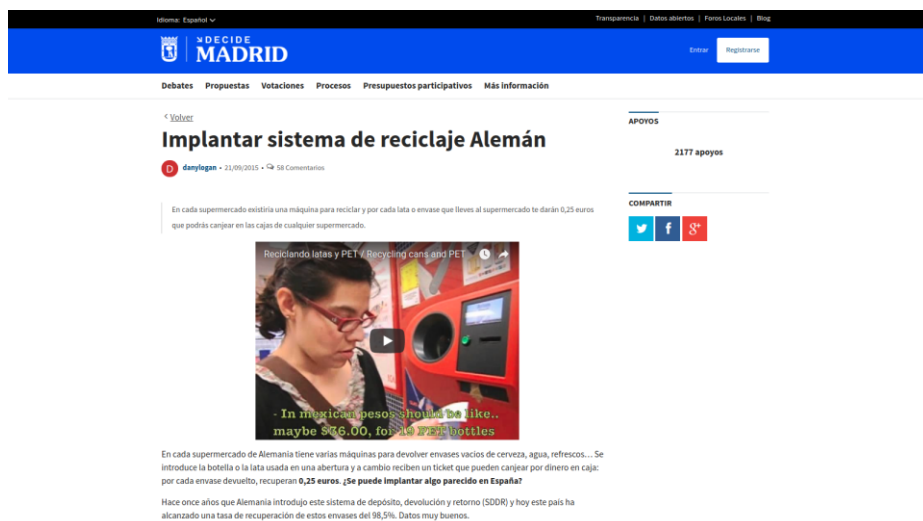 Idioma: Español
Transparencia | Datos abiertos | Foros Locales | Blog
DECIDE
MADRID
Entrar
Registrarse
Debates Propuestas Votaciones Procesos Presupuestos participativos Más información
< Volver
Implantar sistema de reciclaje Alemán
D danylogan • 21/09/2015 • 58 Comentarios
En cada supermercado existiria una máquina para reciclar y por cada lata o envase que lleves al supermercado te darán 0,25 euros
que podrás canjear en las cajas de cualquier supermercado.
Reciclando latas y PET / Recycling cans and PET
- In mexican pesos should be like..
maybe $36.00, for 19 PET bottles
En cada supermercado de Alemania tiene varias máquinas para devolver envases vacios de cerveza, agua, refrescos... Se
introduce la botella o la lata usada en una abertura y a cambio reciben un ticket que pueden canjear por dinero en caja:
por cada envase devuelto, recuperan 0,25 euros. ¿Se puede implantar algo parecido en España?
Hace once años que Alemania introdujo este sistema de depósito, devolución y retorno (SDDR) y hoy este país ha
alcanzado una tasa de recuperación de estos envases del 98,5%. Datos muy buenos.
APOYOS
2177 apoyos
COMPARTIR